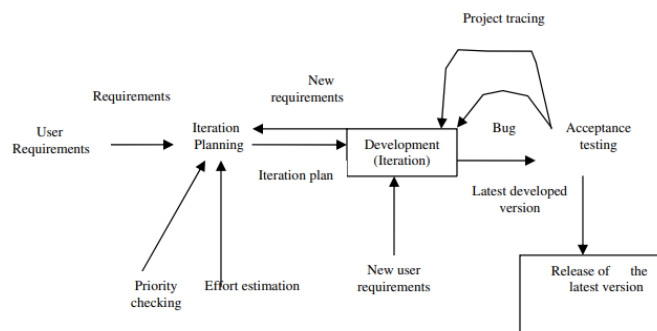 Project tracing
New
requirements
Requirements
User
Requirements
Iteration
Planning
Development
(Iteration)
Bug
Acceptance
testing
Iteration plan
Latest developed
version
Priority
checking
Effort estimation
New user
requirements
Release of the
latest version